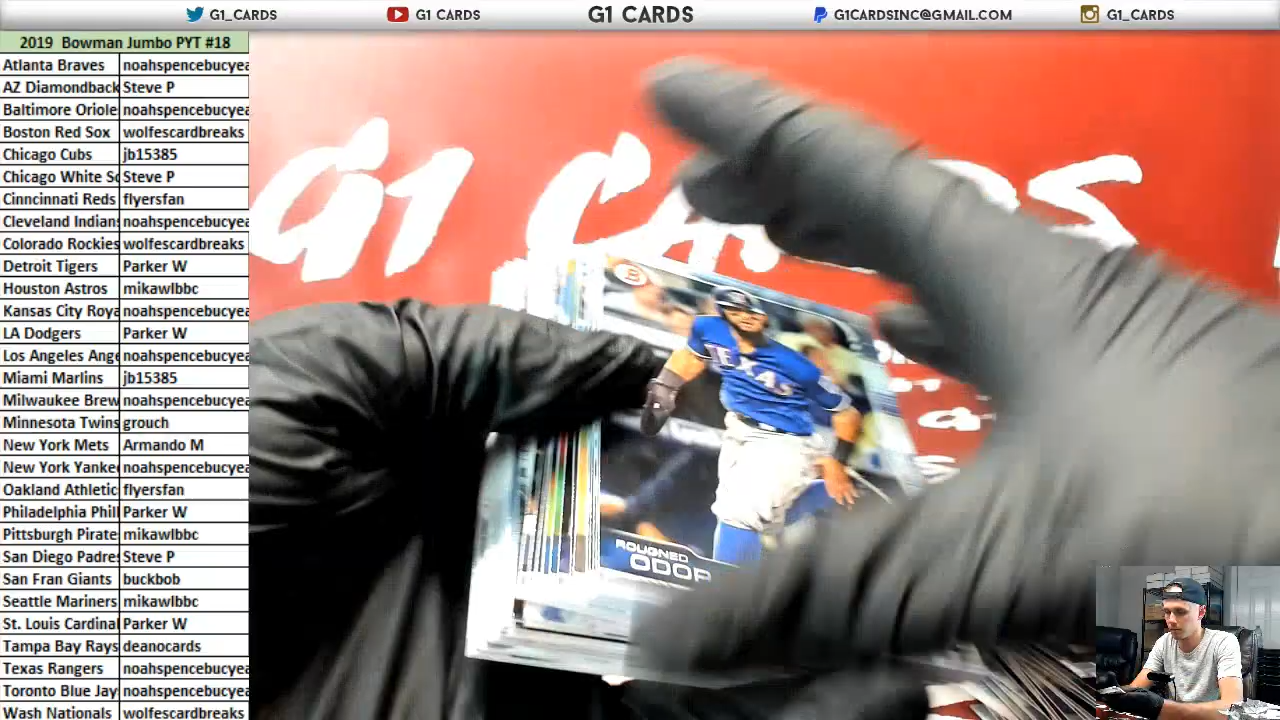 G1_CARDS G1 CARDS G1 CARDS G1CARDSINC@GMAIL.COM G1_CARDS
2019 Bowman Jumbo PYT #18
Atlanta Braves noahspencebucyea
AZ Diamondback Steve P
Baltimore Oriole noahspencebucyea
Boston Red Sox wolfescardbreaks
Chicago Cubs jb15385
Chicago White So Steve P
Cinncinnati Reds flyersfan
Cleveland Indians noahspencebucyea
Colorado Rockies wolfescardbreaks
Detroit Tigers Parker W
Houston Astros mikawlbbc
Kansas City Roya noahspencebucyea
LA Dodgers Parker W
Los Angeles Ange noahspencebucyea
Miami Marlins jb15385
Milwaukee Brew noahspencebucyea
Minnesota Twins grouch
New York Mets Armando M
New York Yanke noahspencebucyea
Oakland Athletic flyersfan
Philadelphia Phil Parker W
Pittsburgh Pirate mikawlbbc
San Diego Padre Steve P
San Fran Giants buckbob
Seattle Mariners mikawlbbc
St. Louis Cardinal Parker W
Tampa Bay Rays deanocards
Texas Rangers noahspencebucyea
Toronto Blue Jay noahspencebucyea
Wash Nationals wolfescardbreaks
G1 CARDS
B
TEXAS
ROUGNED
ODOR